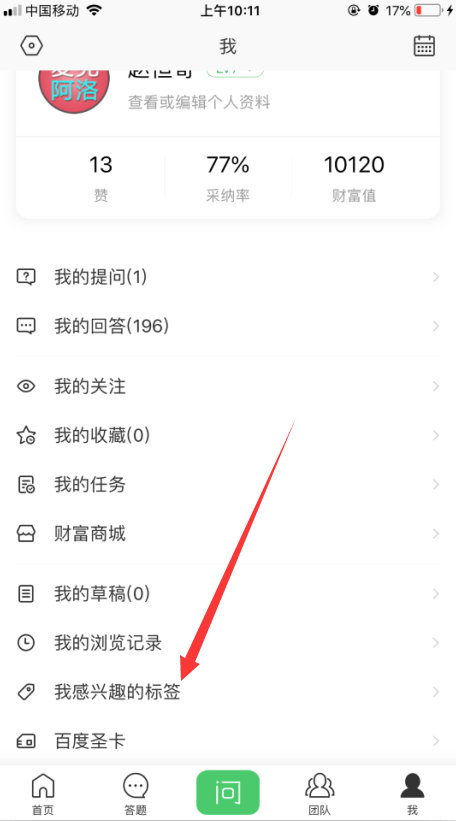 中国移动 上午10:11 17%
我
阿洛
查看或编辑个人资料
13 77% 10120
赞 采纳率 财富值
我的提问(1)
我的回答(196)
我的关注
我的收藏(0)
我的任务
财富商城
我的草稿(0)
我的浏览记录
我感兴趣的标签
百度圣卡
问
首页 答题 团队 我